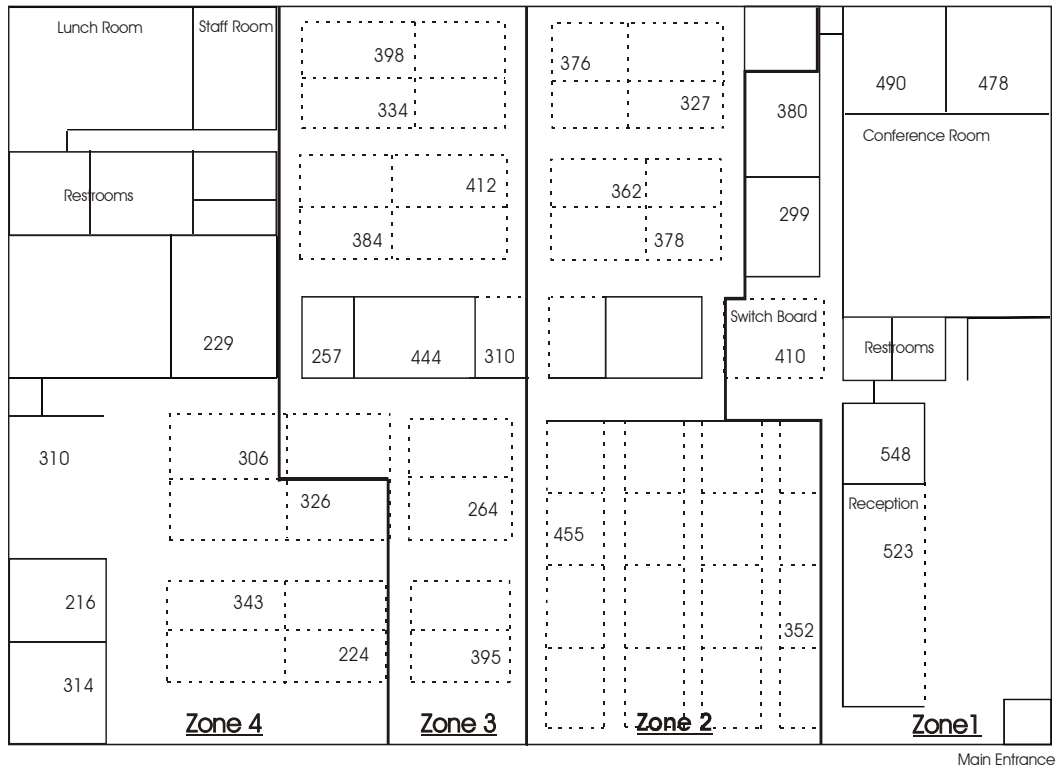 Lunch Room
Staff Room
398
334
376
327
380
490
478
Conference Room
Restrooms
412
384
362
378
299
229
257
444
310
Switch Board
410
Restrooms
310
306
326
264
455
548
Reception
523
216
314
343
224
395
352
Zone 4
Zone 3
Zone 2
Zone1
Main Entrance